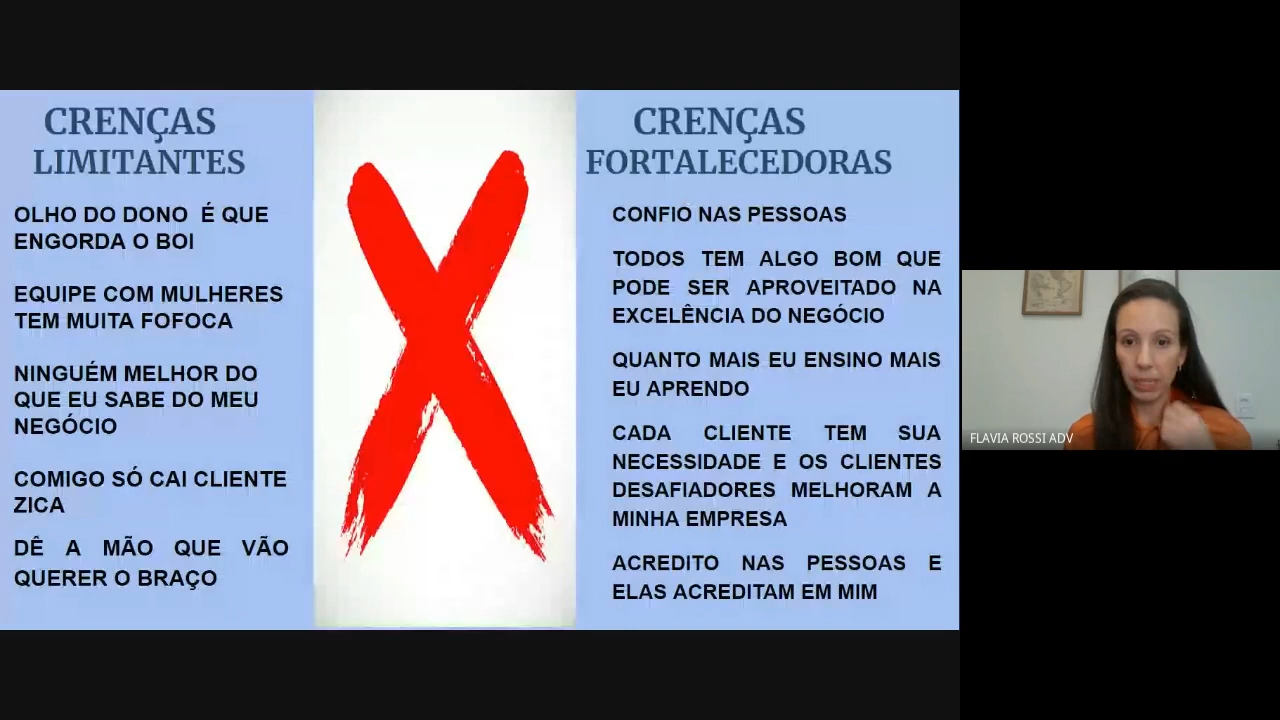 CRENÇAS
LIMITANTES
OLHO DO DONO É QUE
ENGORDA O BOI
EQUIPE COM MULHERES
TEM MUITA FOFOCA
NINGUÉM MELHOR DO
QUE EU SABE DO MEU
NEGÓCIO
COMIGO SÓ CAI CLIENTE
ZICA
DÊ A MÃO QUE VÃO
QUERER O BRAÇO
CRENÇAS
FORTALECEDORAS
CONFIO NAS PESSOAS
TODOS TEM ALGO BOM QUE
PODE SER APROVEITADO NA
EXCELÊNCIA DO NEGÓCIO
QUANTO MAIS EU ENSINO MAIS
EU APRENDO
CADA CLIENTE TEM SUA
NECESSIDADE E OS CLIENTES
DESAFIADORES MELHORAM A
MINHA EMPRESA
ACREDITO NAS PESSOAS E
ELAS ACREDITAM EM MIM
FLAVIA ROSSI ADV